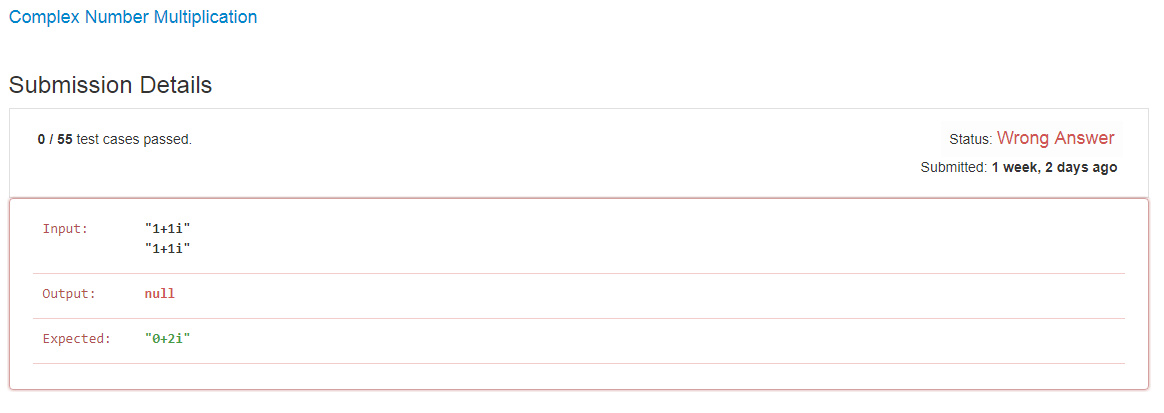 Complex Number Multiplication
Submission Details
0 / 55 test cases passed.
Status: Wrong Answer
Submitted: 1 week, 2 days ago
Input: "1+1i"
"1+1i"
Output: null
Expected: "0+2i"